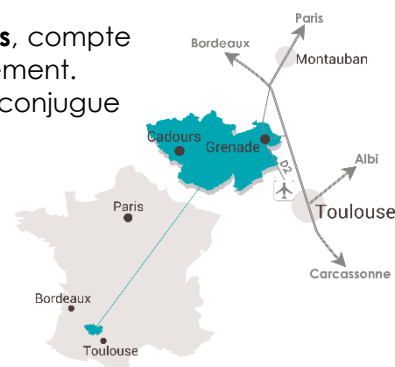 s, compte
ement.
conjugue
Paris
Bordeaux
Montauban
Cadours
Grenade
D2
Albi
Toulouse
Carcassonne
Paris
Bordeaux
Toulouse